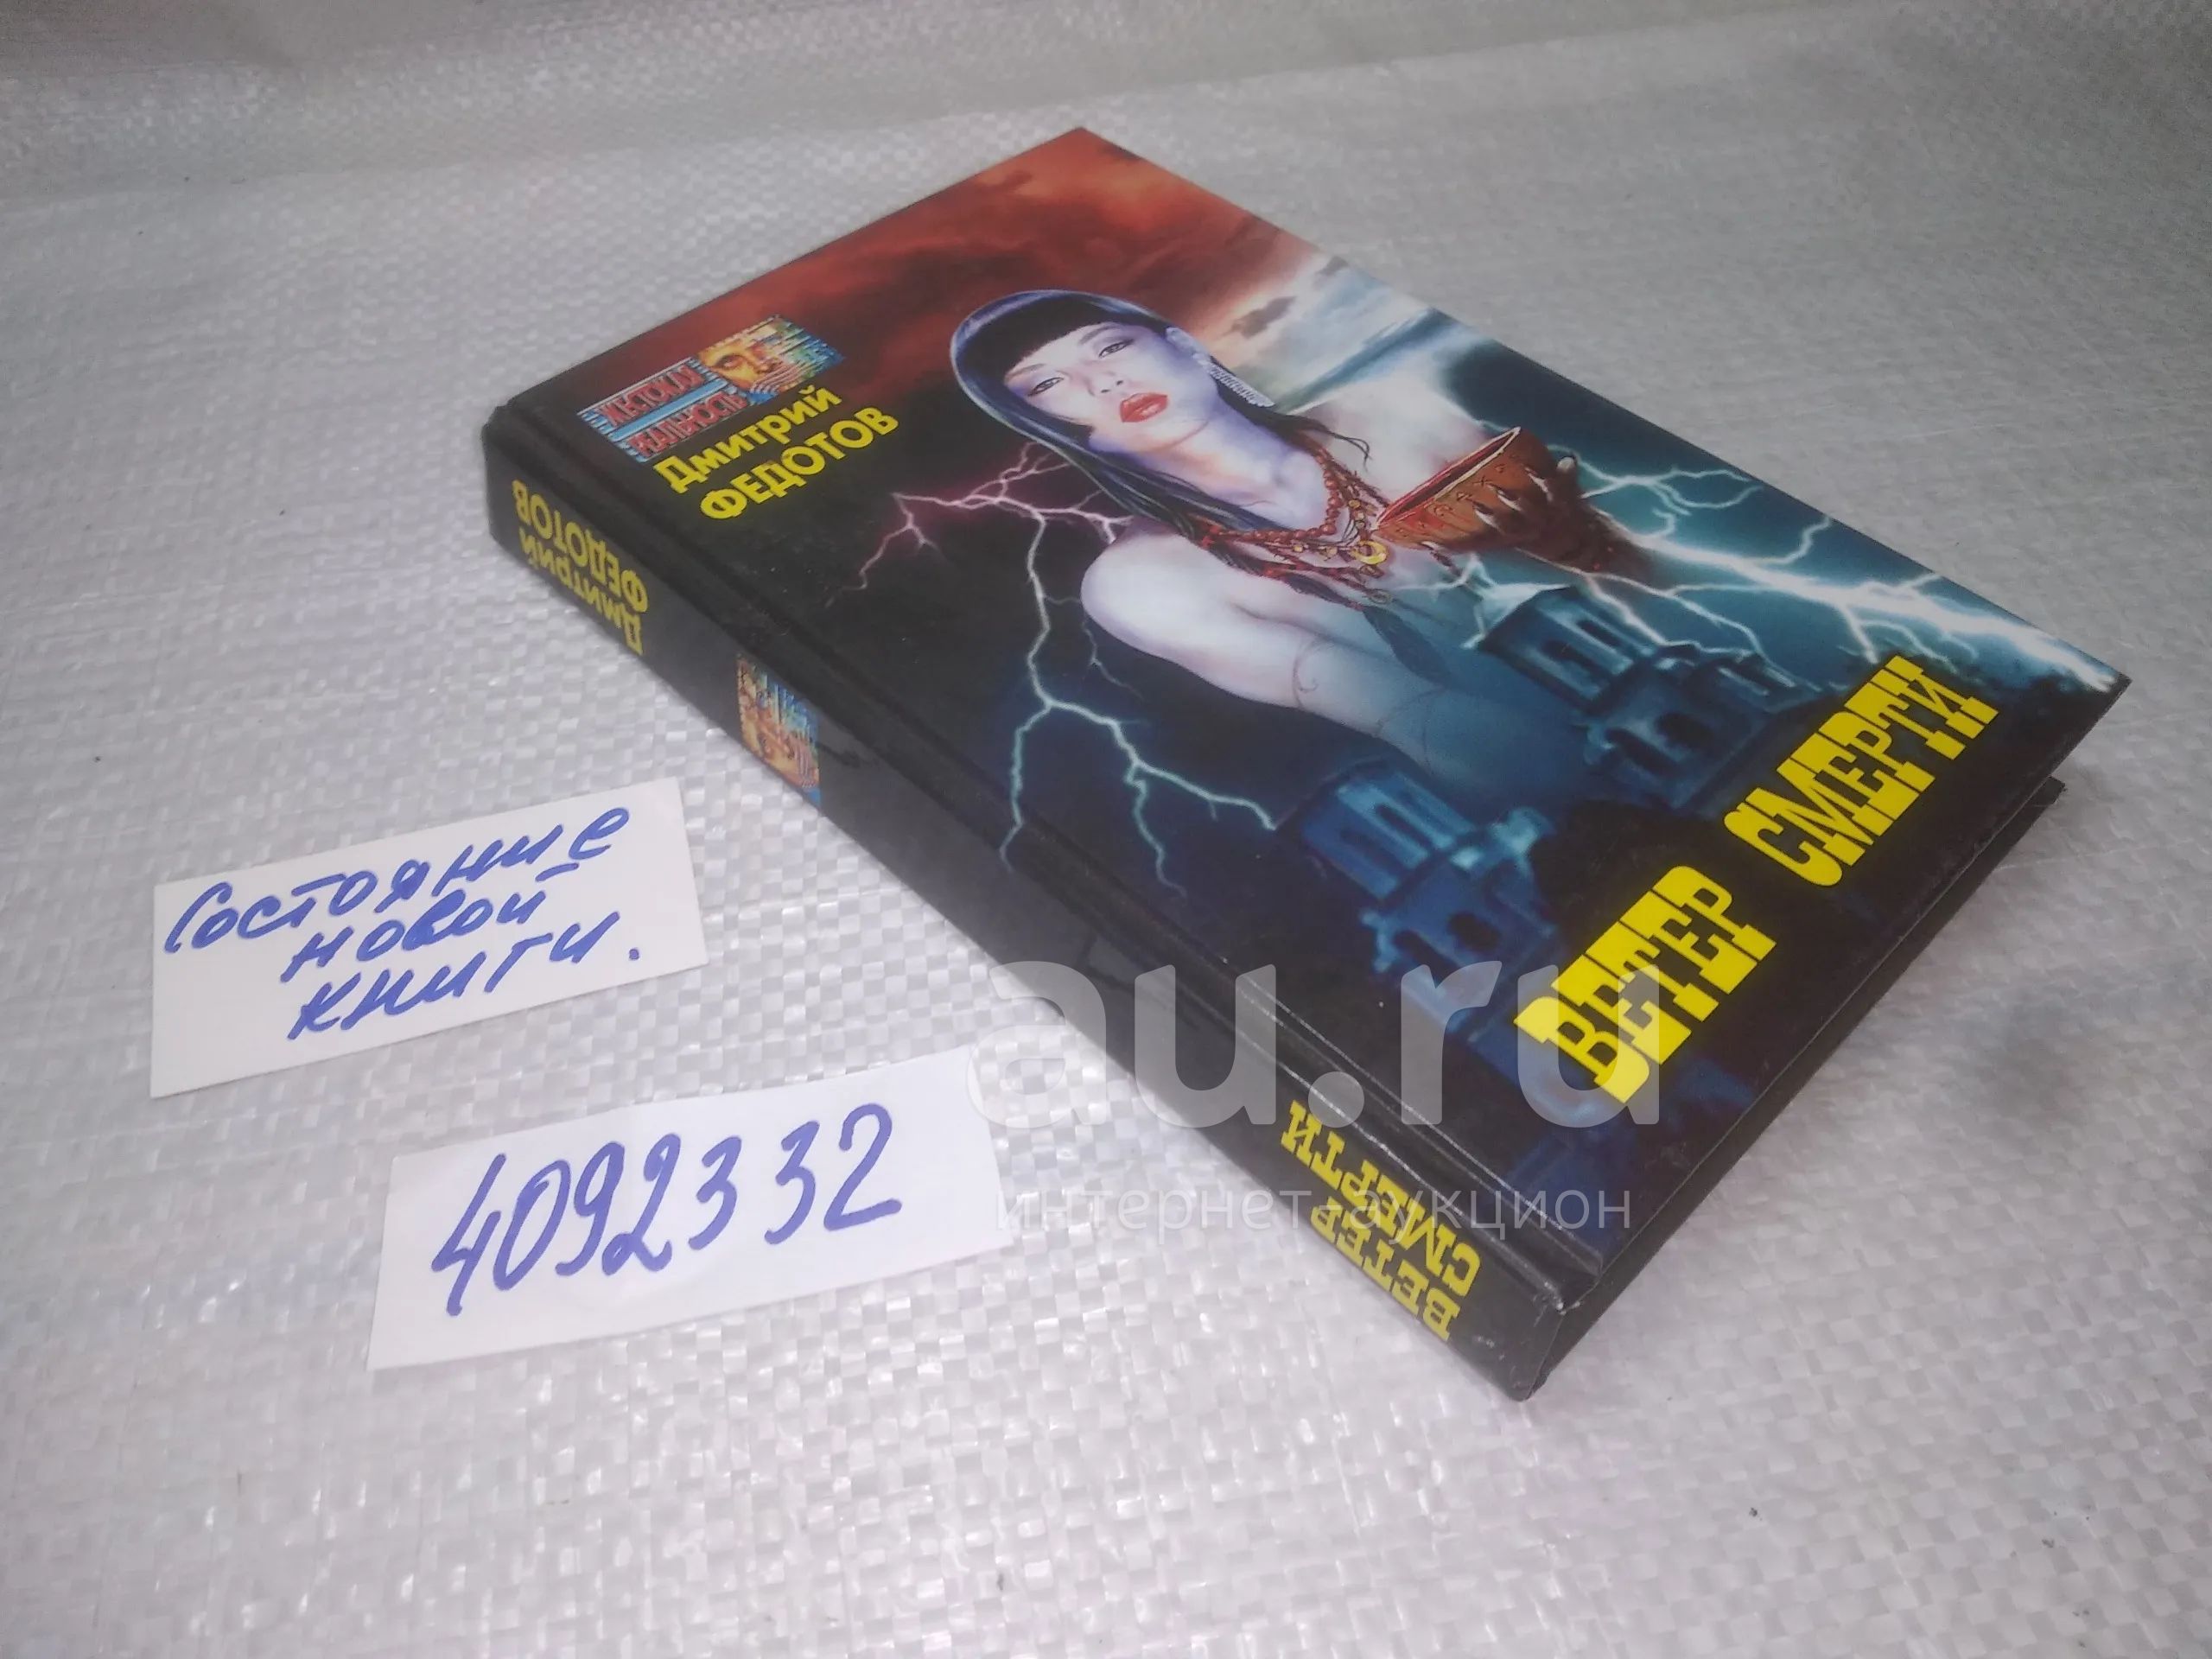 ЖЕСТОКАЯ
РЕАЛЬНОСТЬ
Дмитрий
ФЕДОТОВ
ВЕТЕР СМЕРТИ
Дмитрий
ФЕДОТОВ
ВЕТЕР
СМЕРТИ
Состояние
новой
книги.
4092332
au.ru
интернет-аукцион